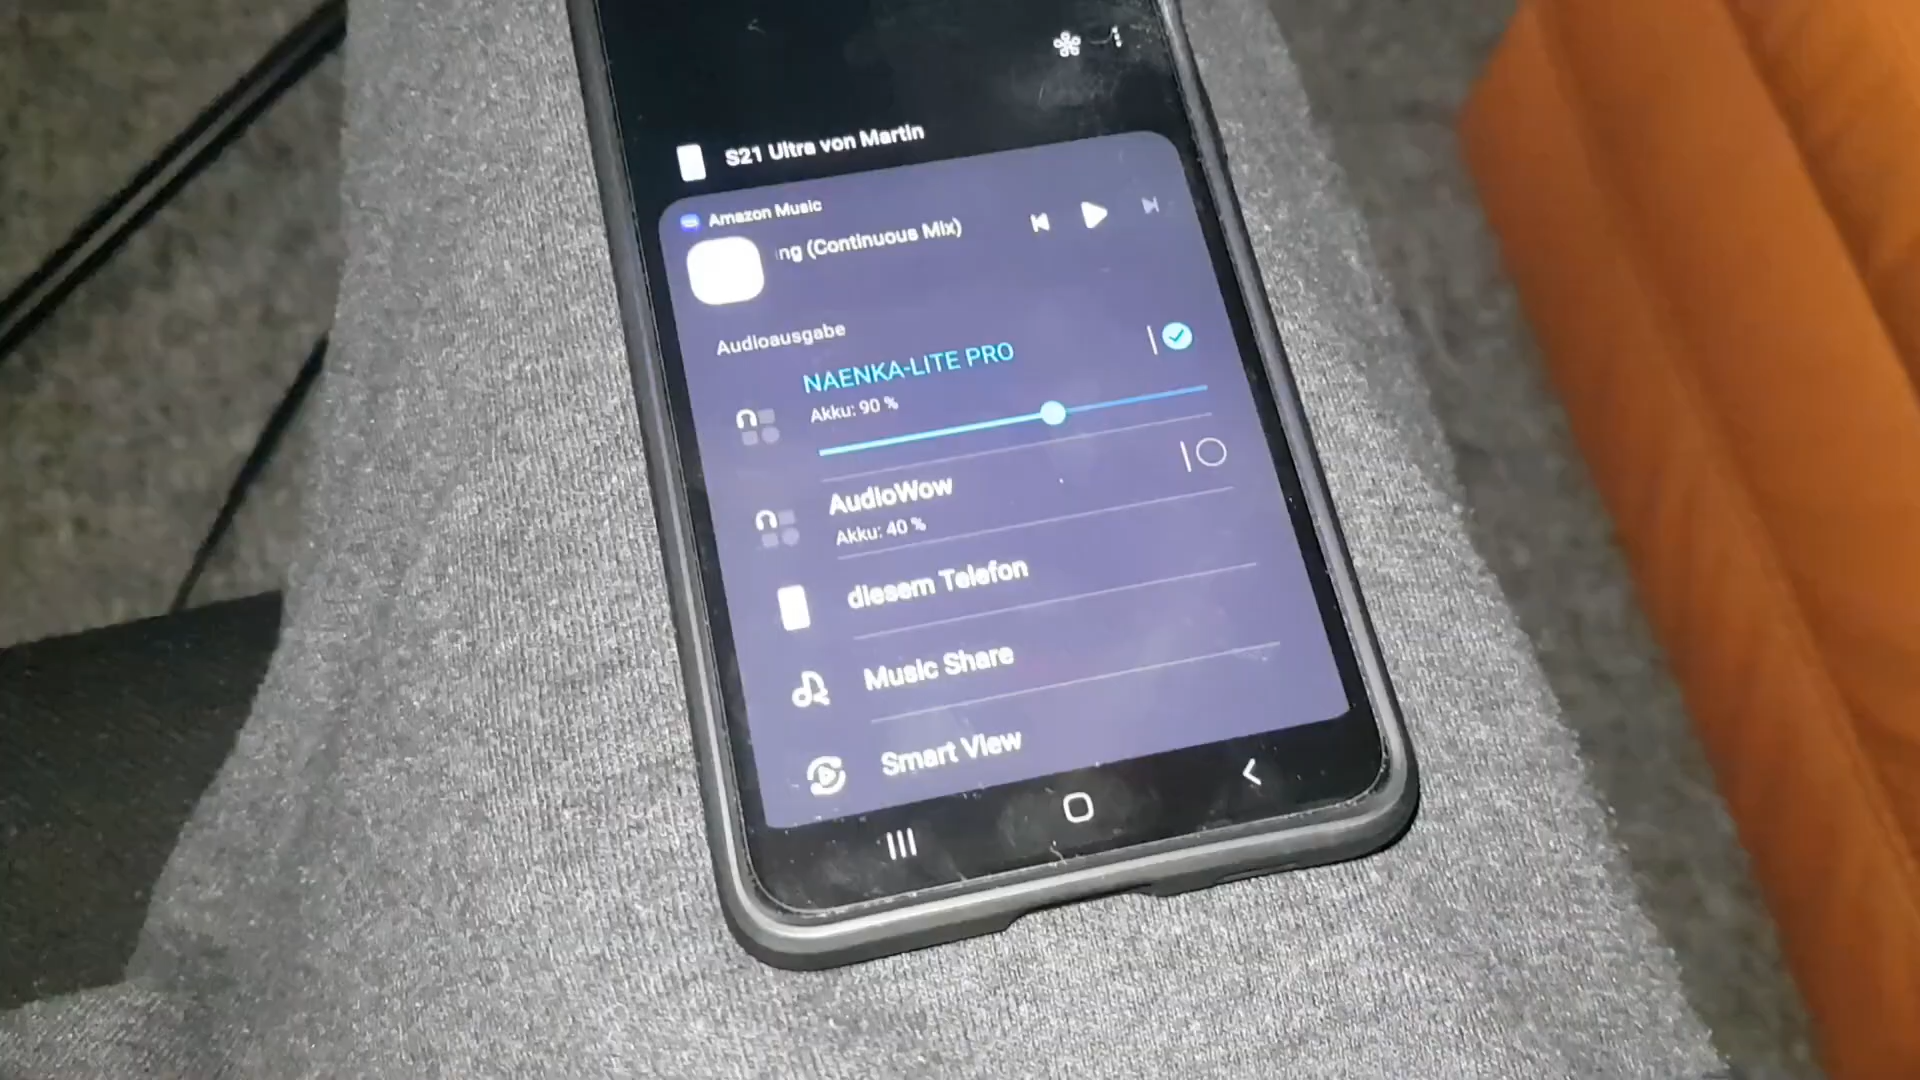 S21 Ultra von Martin
Amazon Music
ng (Continuous Mix)
Audioausgabe
NAENKA-LITE PRO
Akku: 90 %
AudioWow
Akku: 40 %
diesem Telefon
Music Share
Smart View